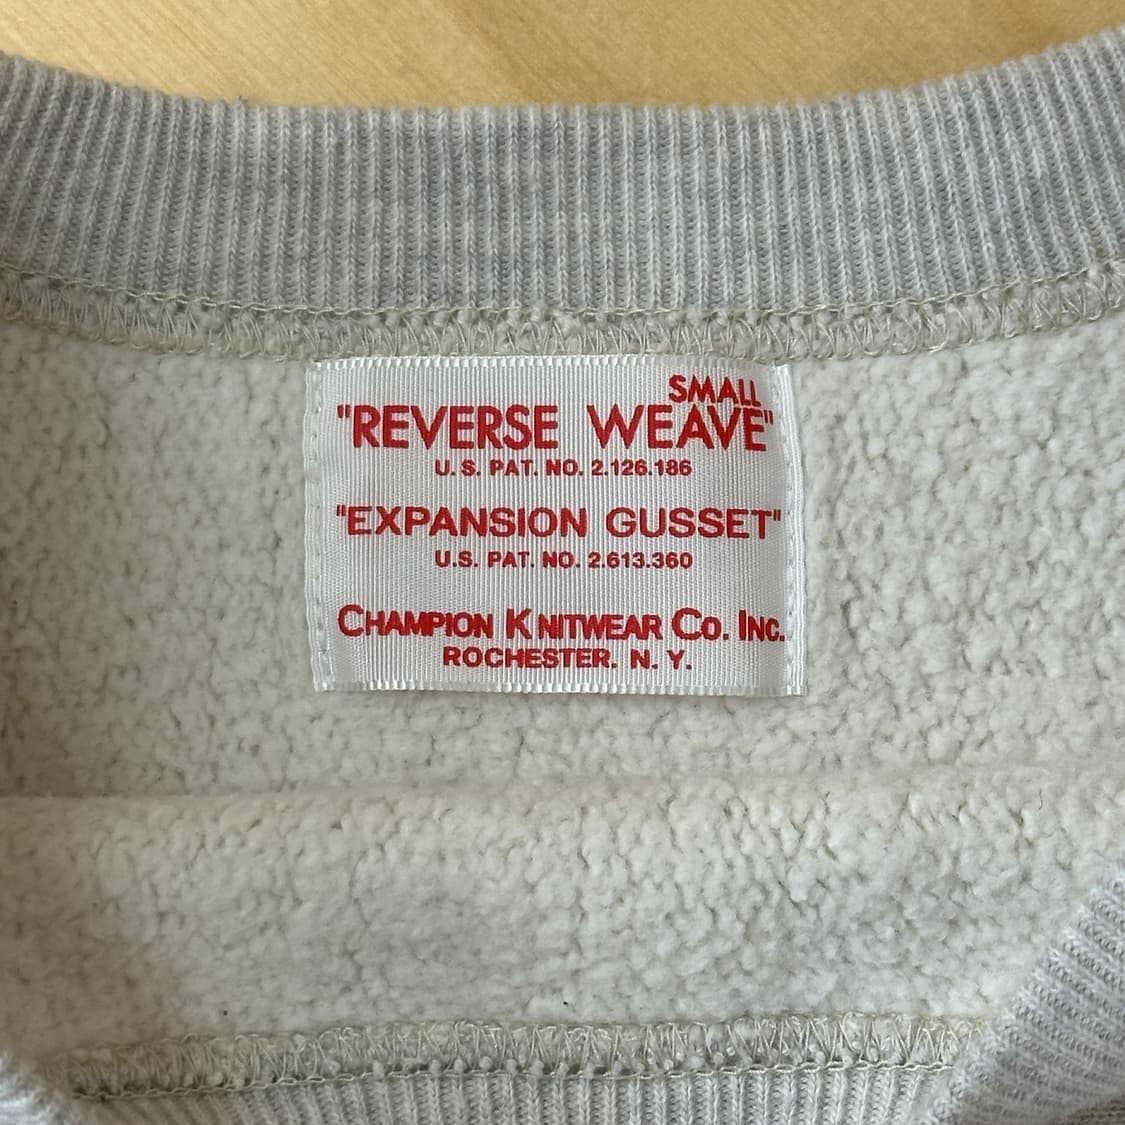 SMALL
"REVERSE WEAVE"
U. S. PAT. NO. 2.126.186
"EXPANSION GUSSET"
U.S. PAT. NO. 2.613.360
CHAMPION KNITWEAR CO. INC.
ROCHESTER. N. Y.